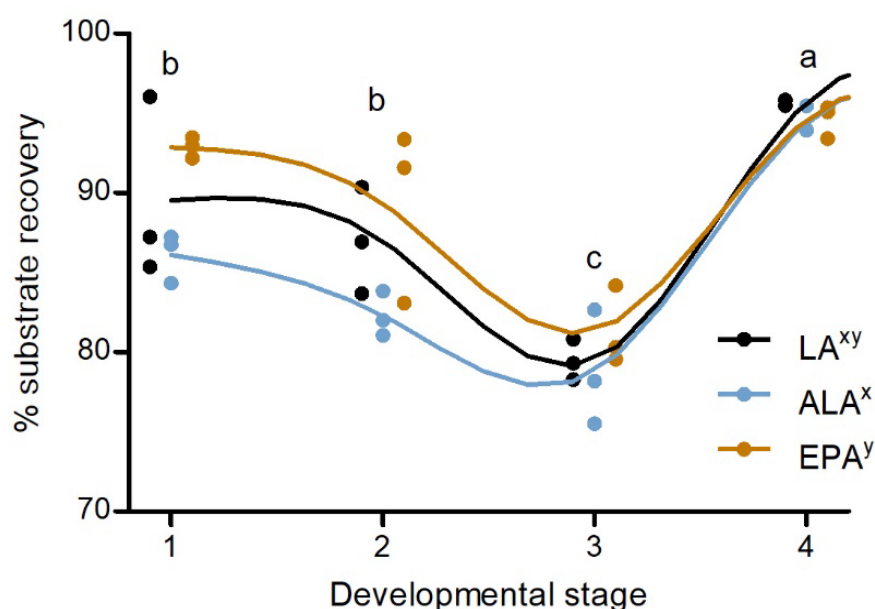 100
90
80
70
% substrate recovery
b
b
c
a
LAxy
ALAx
EPAy
1 2 3 4
Developmental stage